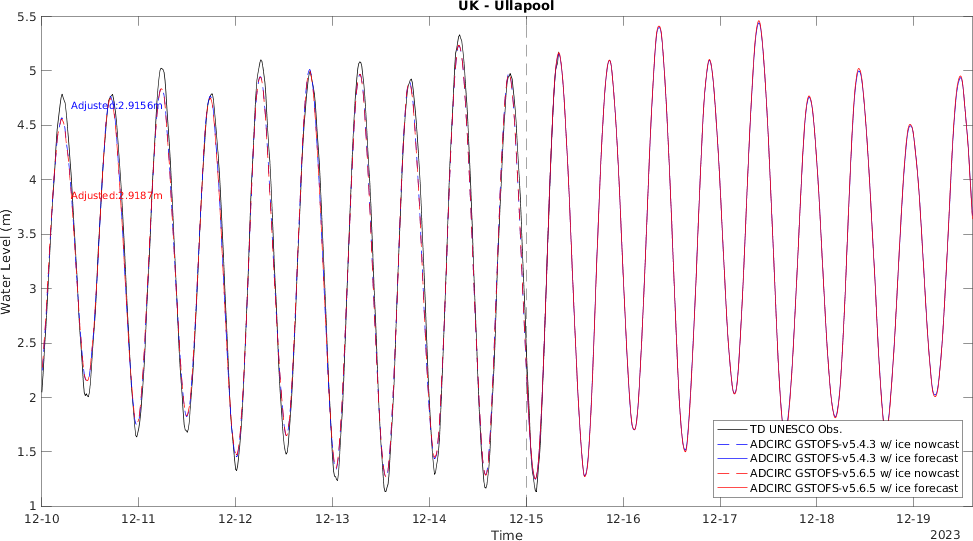 UK - Ullapool
5.5
5
4.5
4
3.5
3
2.5
2
1.5
1
Water Level (m)
Adjusted:2.9156m
Adjusted:2.9187m
TD UNESCO Obs.
ADCIRC GSTOFS-v5.4.3 w/ ice nowcast
ADCIRC GSTOFS-v5.4.3 w/ ice forecast
ADCIRC GSTOFS-v5.6.5 w/ ice nowcast
ADCIRC GSTOFS-v5.6.5 w/ ice forecast
12-10 12-11 12-12 12-13 12-14 12-15 12-16 12-17 12-18 12-19
Time
2023